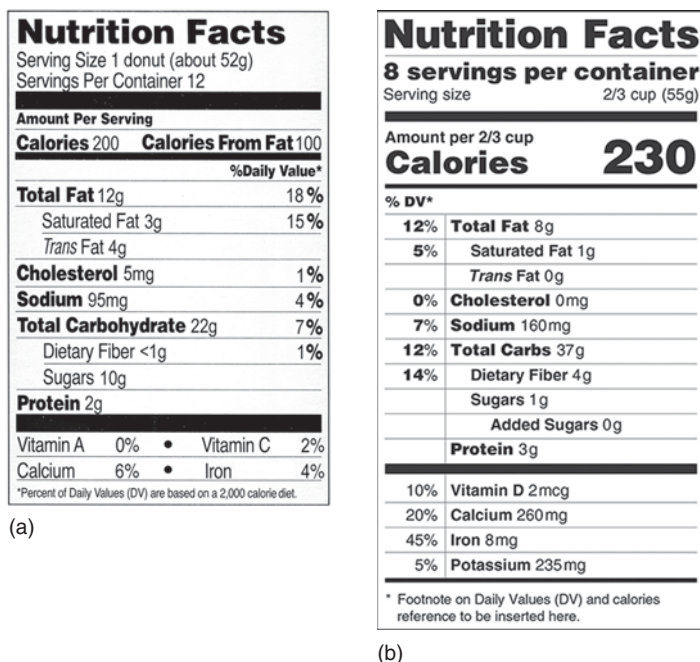 Nutrition Facts
Serving Size 1 donut (about 52g)
Servings Per Container 12
Amount Per Serving
Calories 200 Calories From Fat 100
%Daily Value*
Total Fat 12g 18%
Saturated Fat 3g 15%
Trans Fat 4g
Cholesterol 5mg 1%
Sodium 95mg 4%
Total Carbohydrate 22g 7%
Dietary Fiber <1g 1%
Sugars 10g
Protein 2g
Vitamin A 0% • Vitamin C 2%
Calcium 6% • Iron 4%
*Percent of Daily Values (DV) are based on a 2,000 calorie diet.
(a)
Nutrition Facts
8 servings per container
Serving size 2/3 cup (55g)
Amount per 2/3 cup
Calories 230
% DV*
12% Total Fat 8g
5% Saturated Fat 1g
Trans Fat 0g
0% Cholesterol 0mg
7% Sodium 160mg
12% Total Carbs 37g
14% Dietary Fiber 4g
Sugars 1g
Added Sugars 0g
Protein 3g
10% Vitamin D 2mcg
20% Calcium 260mg
45% Iron 8mg
5% Potassium 235mg
* Footnote on Daily Values (DV) and calories
reference to be inserted here.
(b)